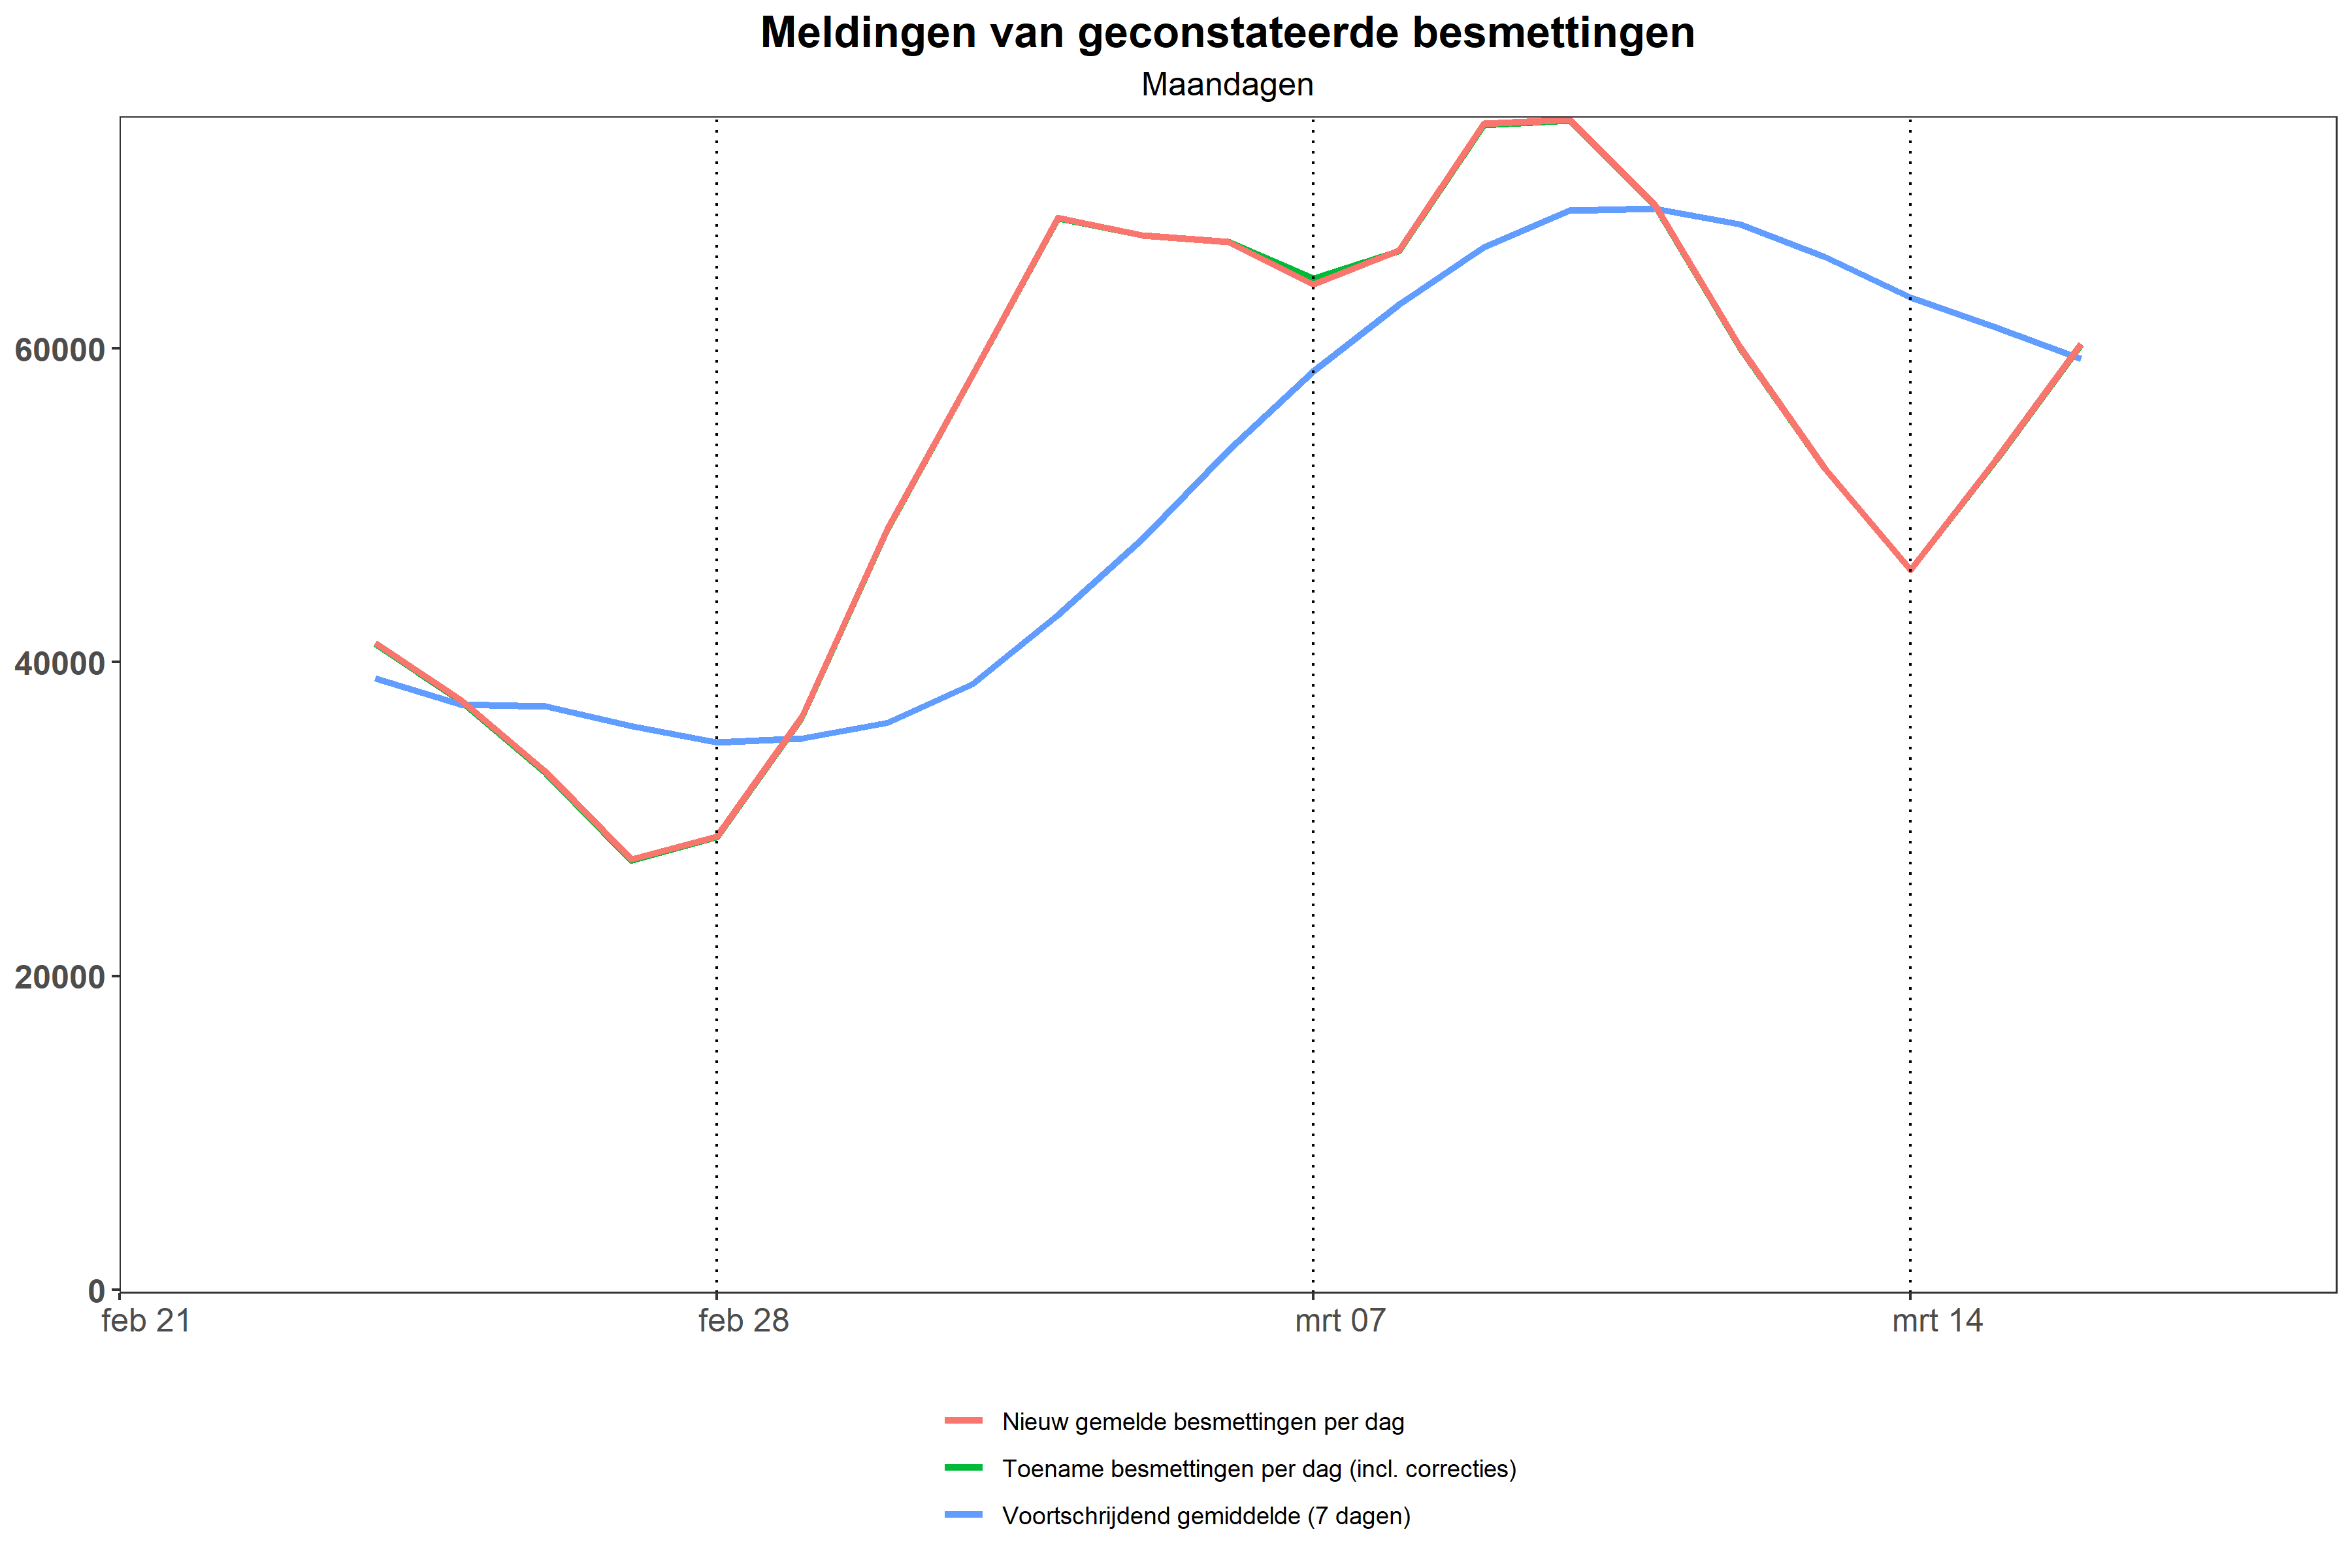 Meldingen van geconstateerde besmettingen
Maandagen
60000
40000
20000
0
feb 21
feb 28
mrt 07
mrt 14
Nieuw gemelde besmettingen per dag
Toename besmettingen per dag (incl. correcties)
Voortschrijdend gemiddelde (7 dagen)